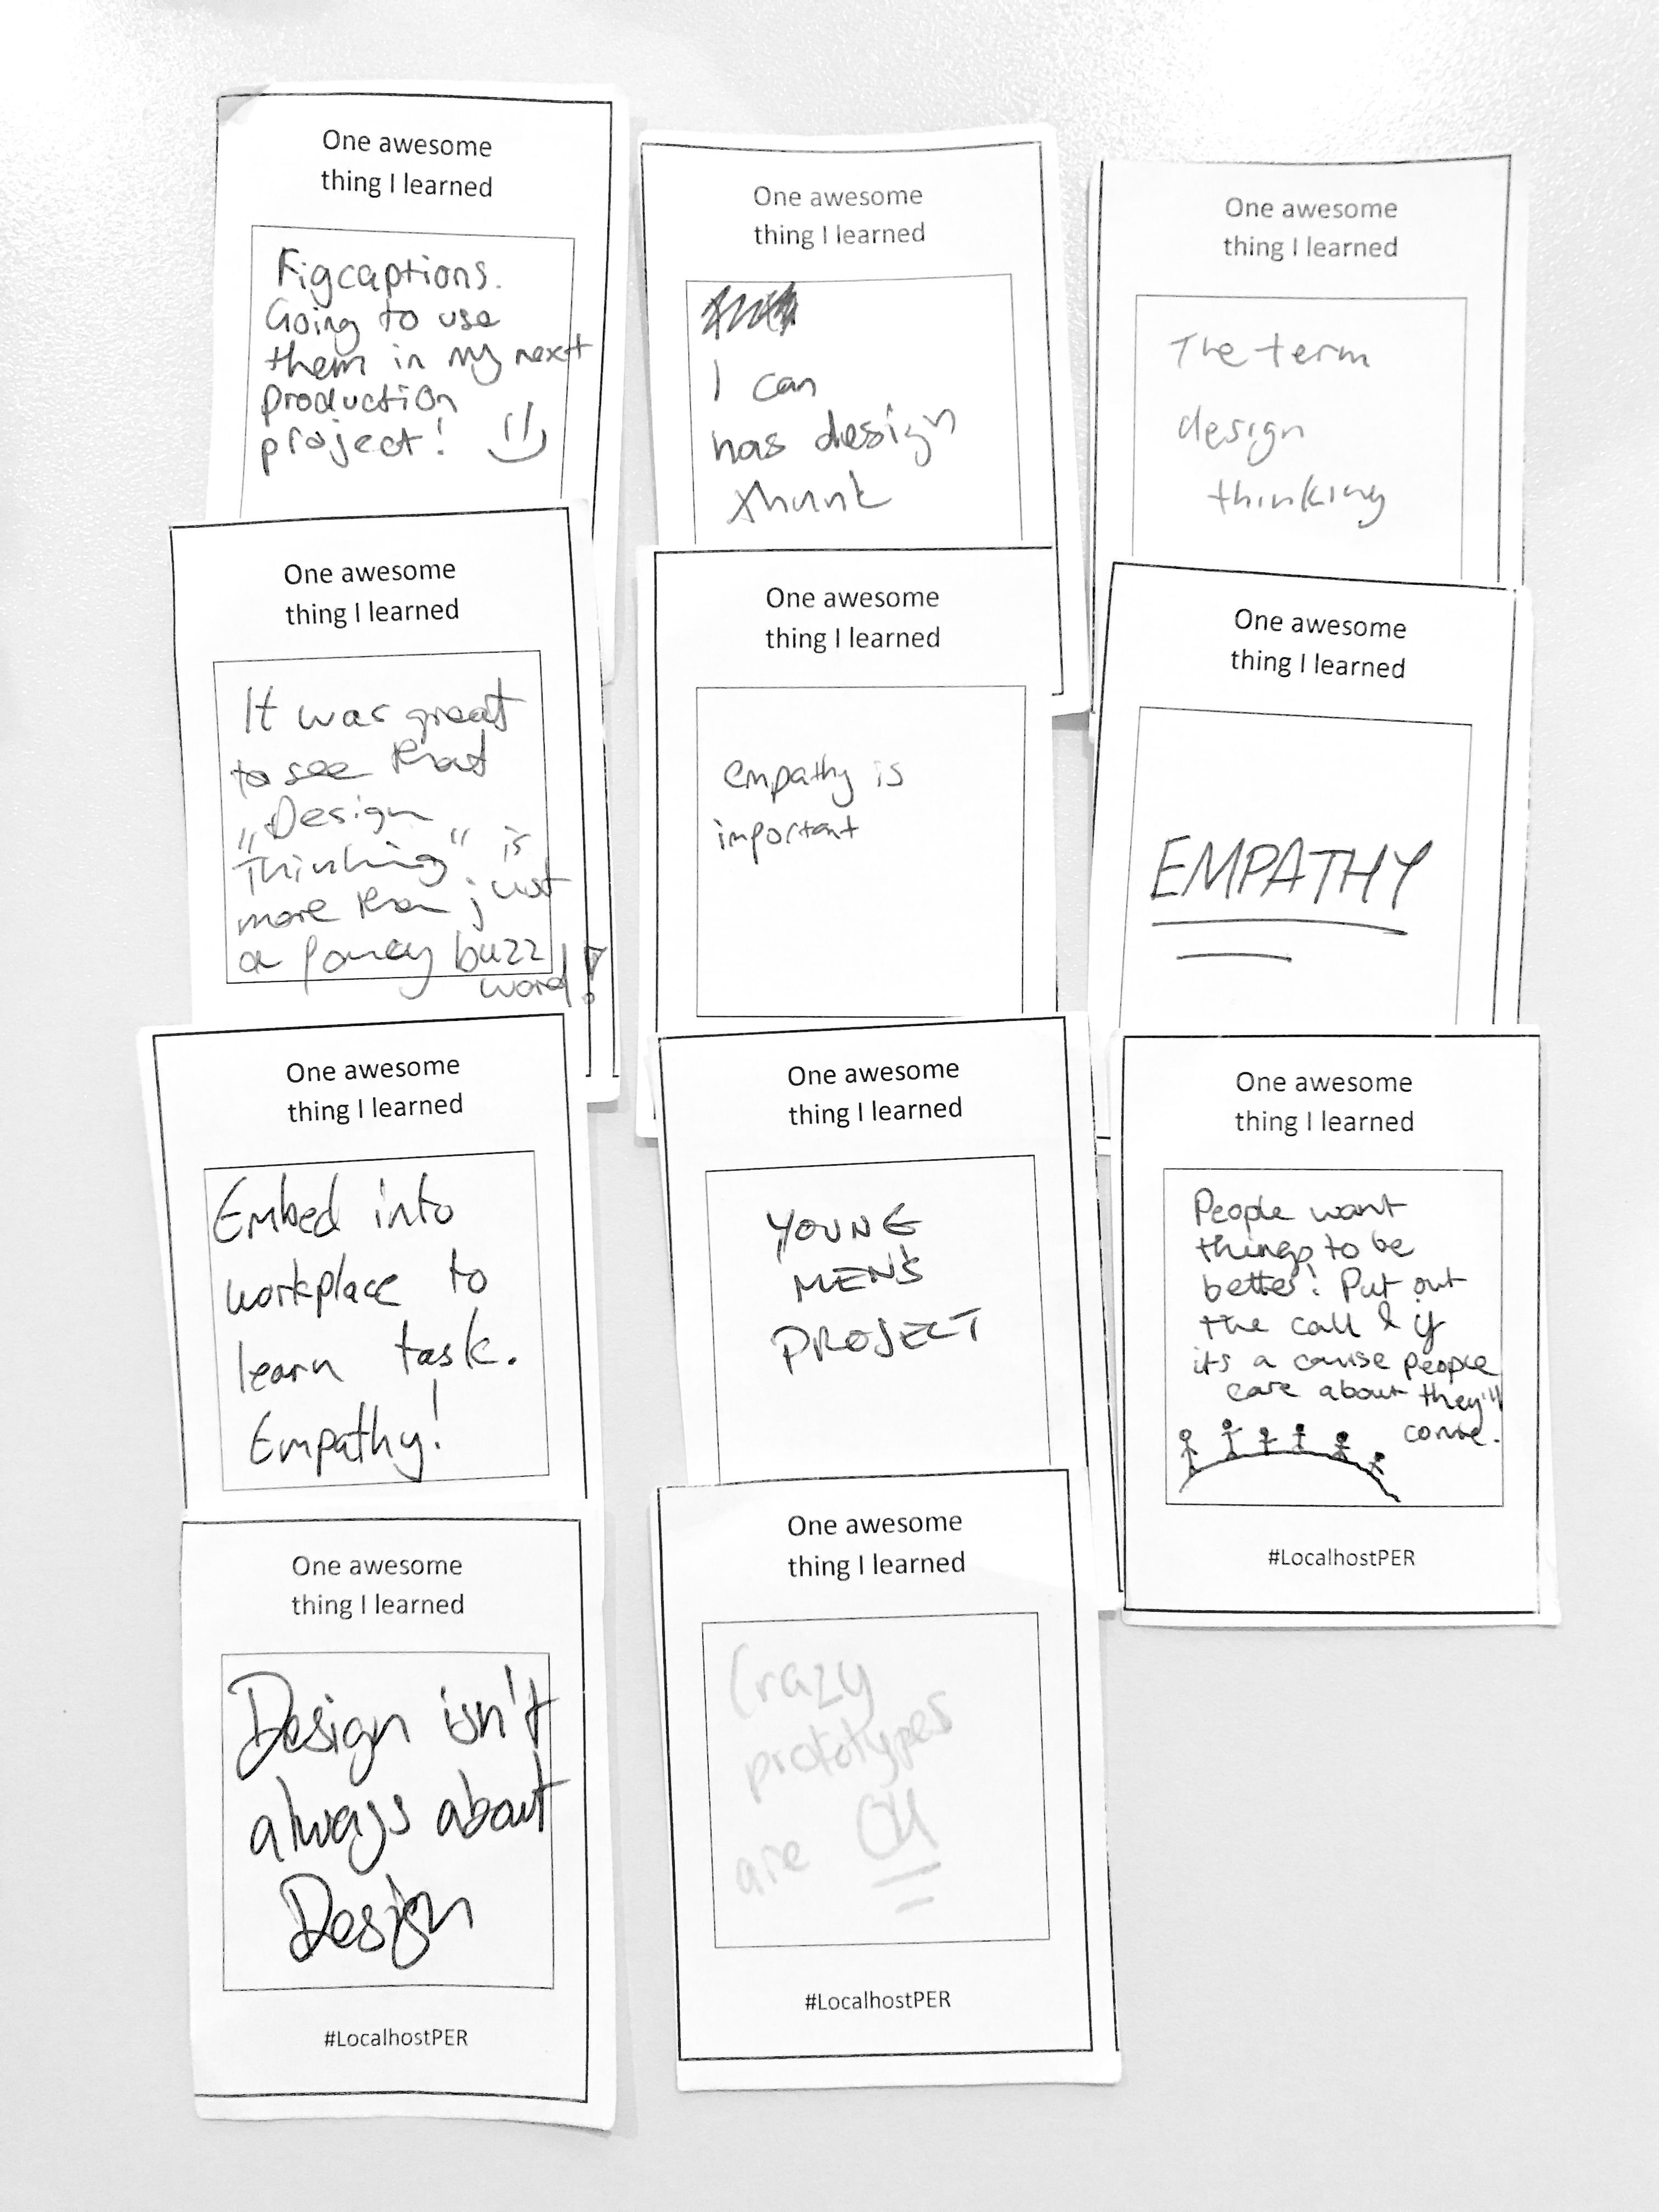 One awesome
thing I learned
Figcaptions.
Going to use
them in my next
production
project!
One awesome
thing I learned
I can
has design
thunk
One awesome
thing I learned
The term
design
thinking
One awesome
thing I learned
It was great
to see that
„Design
Thinking" is
more than just
a fancy buzz
word!
One awesome
thing I learned
empathy is
important
One awesome
thing I learned
EMPATHY
One awesome
thing I learned
Embed into
workplace to
learn task.
Empathy!
One awesome
thing I learned
YOUNG
MEN'S
PROJECT
One awesome
thing I learned
People want
things to be
better! Put out
the call & if
its a cause people
care about they'll
come.
#LocalhostPER
One awesome
thing I learned
Design isn't
always about
Design
#LocalhostPER
One awesome
thing I learned
Crazy
prototypes
are OK
#LocalhostPER